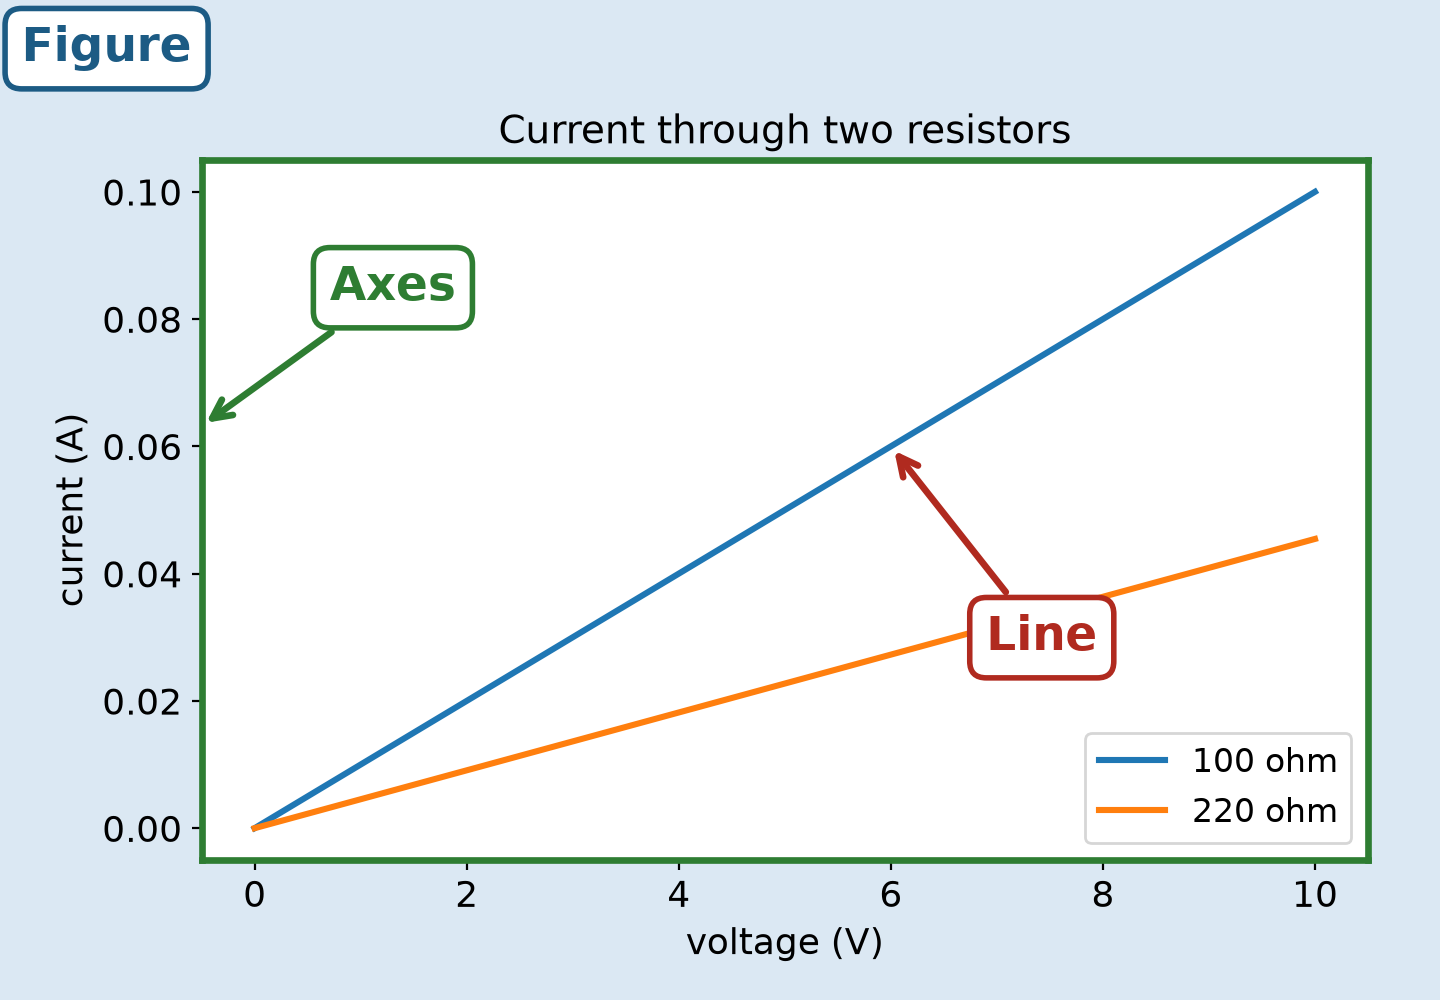 Figure
Current through two resistors
0.10
0.08
0.06
0.04
0.02
0.00
current (A)
Axes
Line
100 ohm
220 ohm
0 2 4 6 8 10
voltage (V)